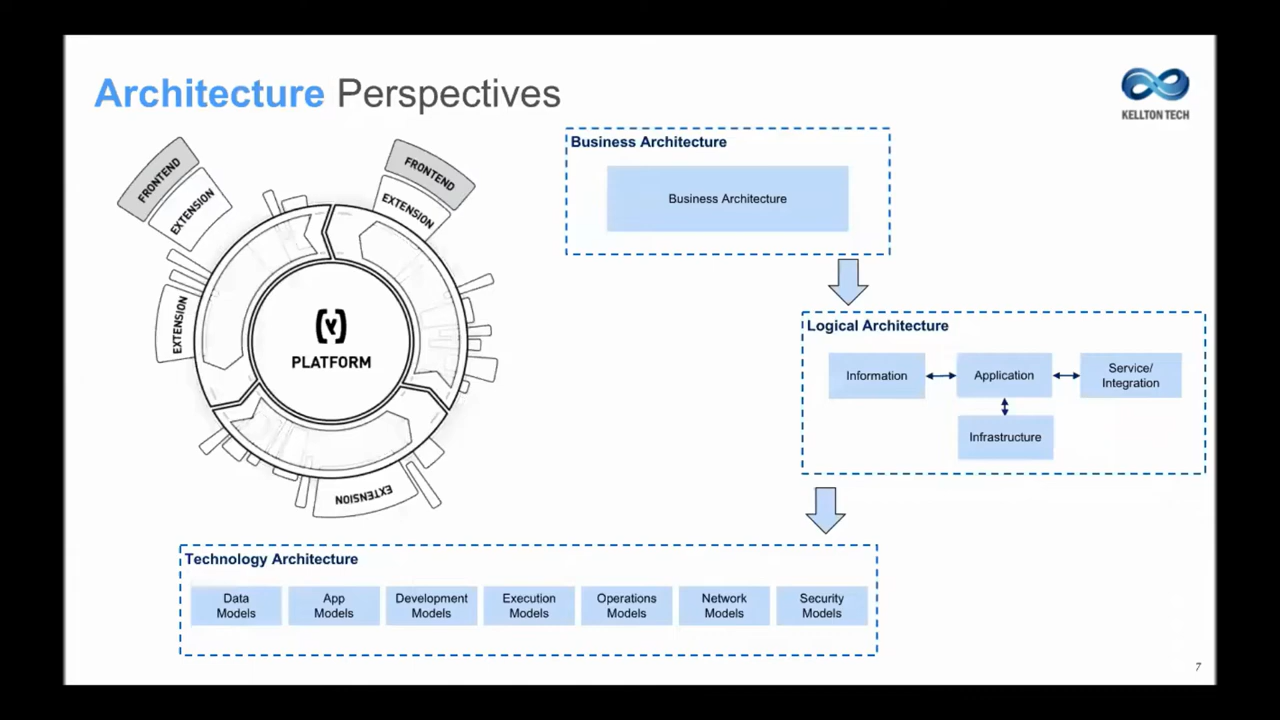 Architecture Perspectives
KELLTON TECH
FRONTEND
EXTENSION
FRONTEND
EXTENSION
EXTENSION
(Y)
PLATFORM
EXTENSION
Business Architecture
Business Architecture
Logical Architecture
Information
Application
Service/
Integration
Infrastructure
Technology Architecture
Data
Models
App
Models
Development
Models
Execution
Models
Operations
Models
Network
Models
Security
Models
7